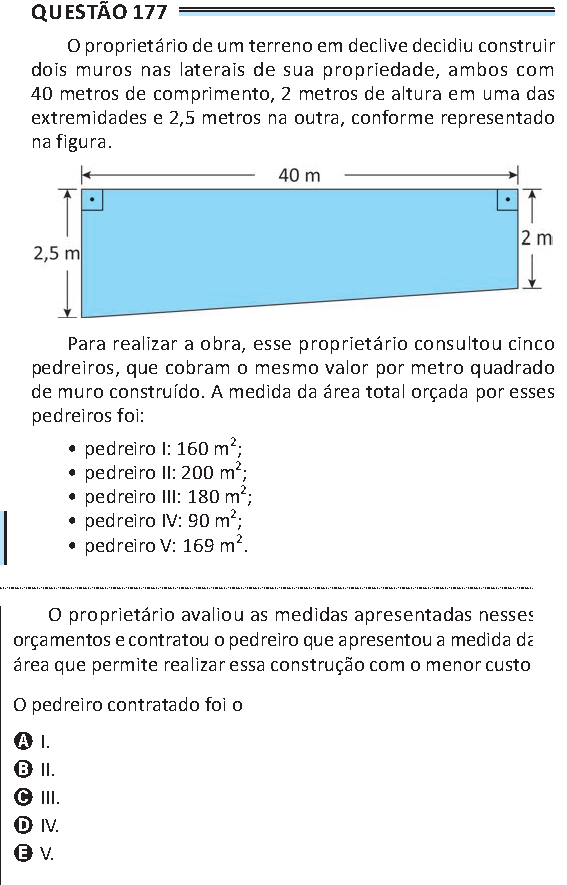 QUESTÃO 177
O proprietário de um terreno em declive decidiu construir
dois muros nas laterais de sua propriedade, ambos com
40 metros de comprimento, 2 metros de altura em uma das
extremidades e 2,5 metros na outra, conforme representado
na figura.
40 m
2,5 m
2 m
Para realizar a obra, esse proprietário consultou cinco
pedreiros, que cobram o mesmo valor por metro quadrado
de muro construído. A medida da área total orçada por esses
pedreiros foi:
• pedreiro I: 160 m²;
• pedreiro II: 200 m²;
• pedreiro III: 180 m²;
• pedreiro IV: 90 m²;
• pedreiro V: 169 m².
O proprietário avaliou as medidas apresentadas nesses
orçamentos e contratou o pedreiro que apresentou a medida da
área que permite realizar essa construção com o menor custo
O pedreiro contratado foi o
A I.
B II.
C III.
D IV.
E V.